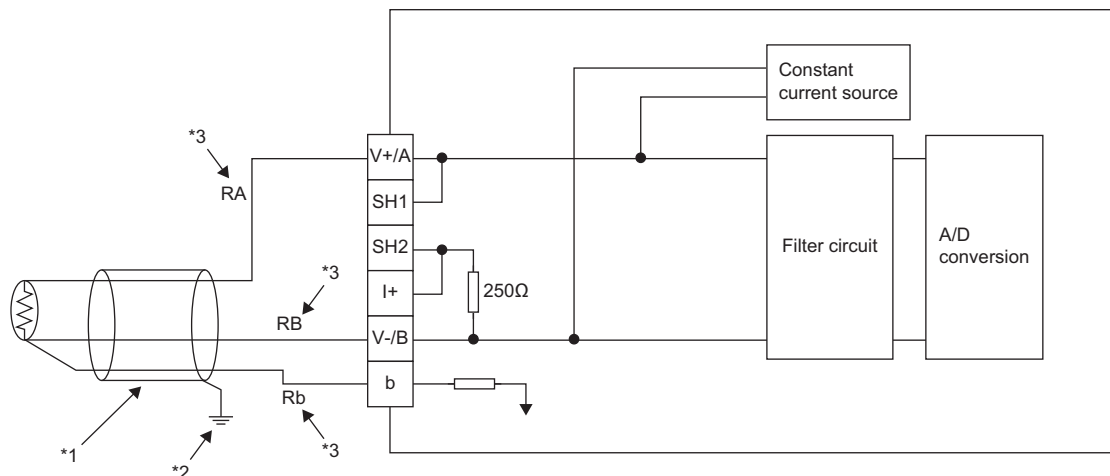 Constant
current source
*3
V+/A
RA
SH1
SH2
Filter circuit
A/D
conversion
*3
I+
250Ω
RB
V-/B
b
Rb
*1
*2
*3